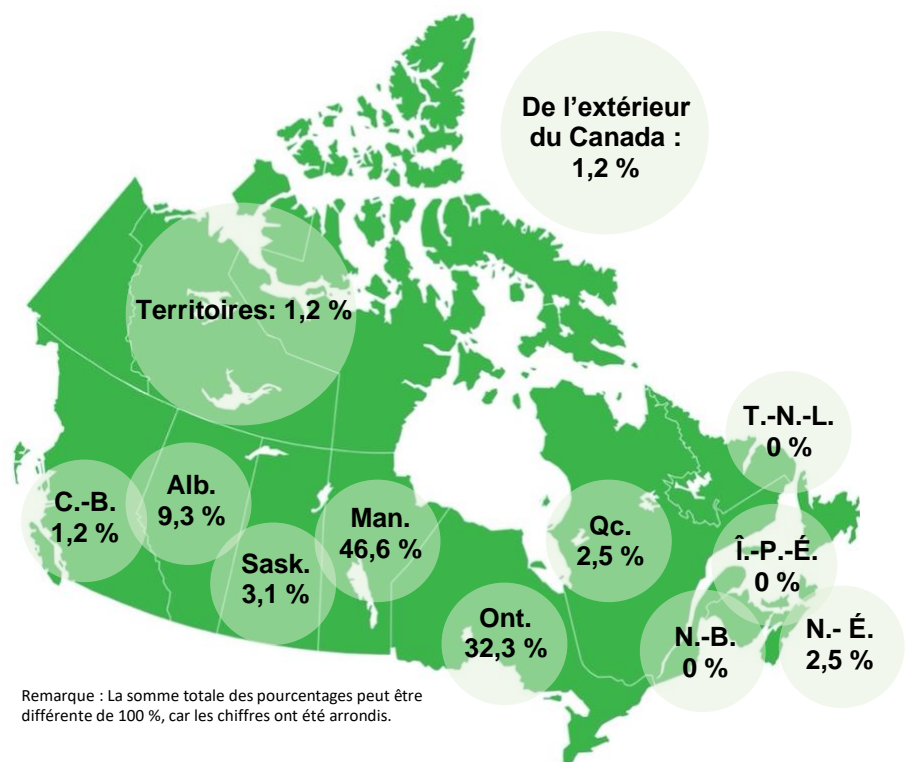 De l’extérieur
du Canada :
1,2 %
Territoires: 1,2 %
T.-N.-L.
0 %
C.-B.
1,2 %
Alb.
9,3 %
Sask.
3,1 %
Man.
46,6 %
Ont.
32,3 %
Qc.
2,5 %
Î.-P.-É.
0 %
N.-B.
0 %
N.- É.
2,5 %
Remarque : La somme totale des pourcentages peut être
différente de 100 %, car les chiffres ont été arrondis.